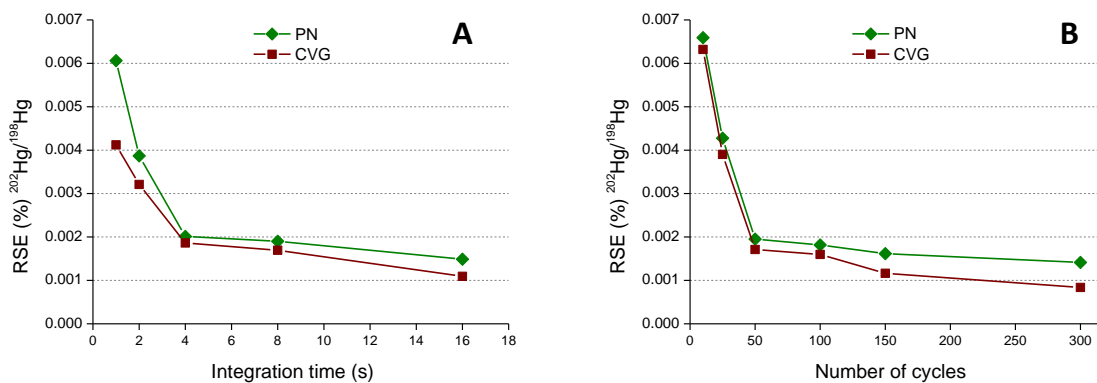 A
PN
CVG
RSE (%) ²⁰²Hg/¹⁹⁸Hg
0.007
0.006
0.005
0.004
0.003
0.002
0.001
0.000
0 2 4 6 8 10 12 14 16 18
Integration time (s)
B
PN
CVG
RSE (%) ²⁰²Hg/¹⁹⁸Hg
0.007
0.006
0.005
0.004
0.003
0.002
0.001
0.000
0 50 100 150 200 250 300
Number of cycles